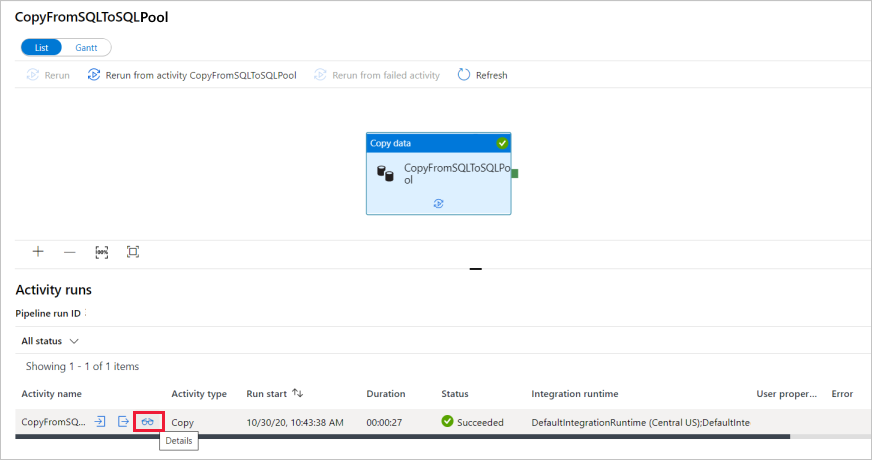 CopyFromSQLToSQLPool
List Gantt
Rerun Rerun from activity CopyFromSQLToSQLPool Rerun from failed activity Refresh
Copy data
CopyFromSQLToSQLPo
ol
100%
Activity runs
Pipeline run ID
All status
Showing 1 - 1 of 1 items
Activity name Activity type Run start Duration Status Integration runtime User proper... Error
CopyFromSQ... Copy 10/30/20, 10:43:38 AM 00:00:27 Succeeded DefaultIntegrationRuntime (Central US);DefaultInte
Details